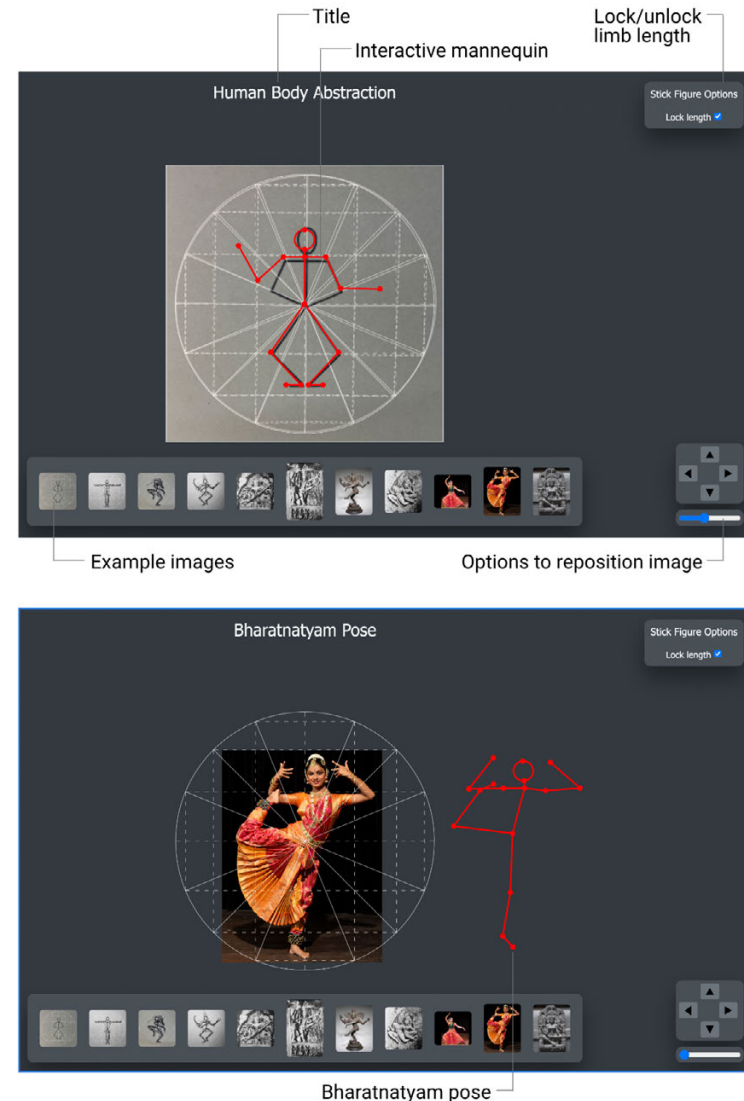 Title
Lock/unlock
limb length
Interactive mannequin
Human Body Abstraction
Stick Figure Options
Lock length
Example images
Options to reposition image
Bharatnatyam Pose
Stick Figure Options
Lock length
Bharatnatyam pose